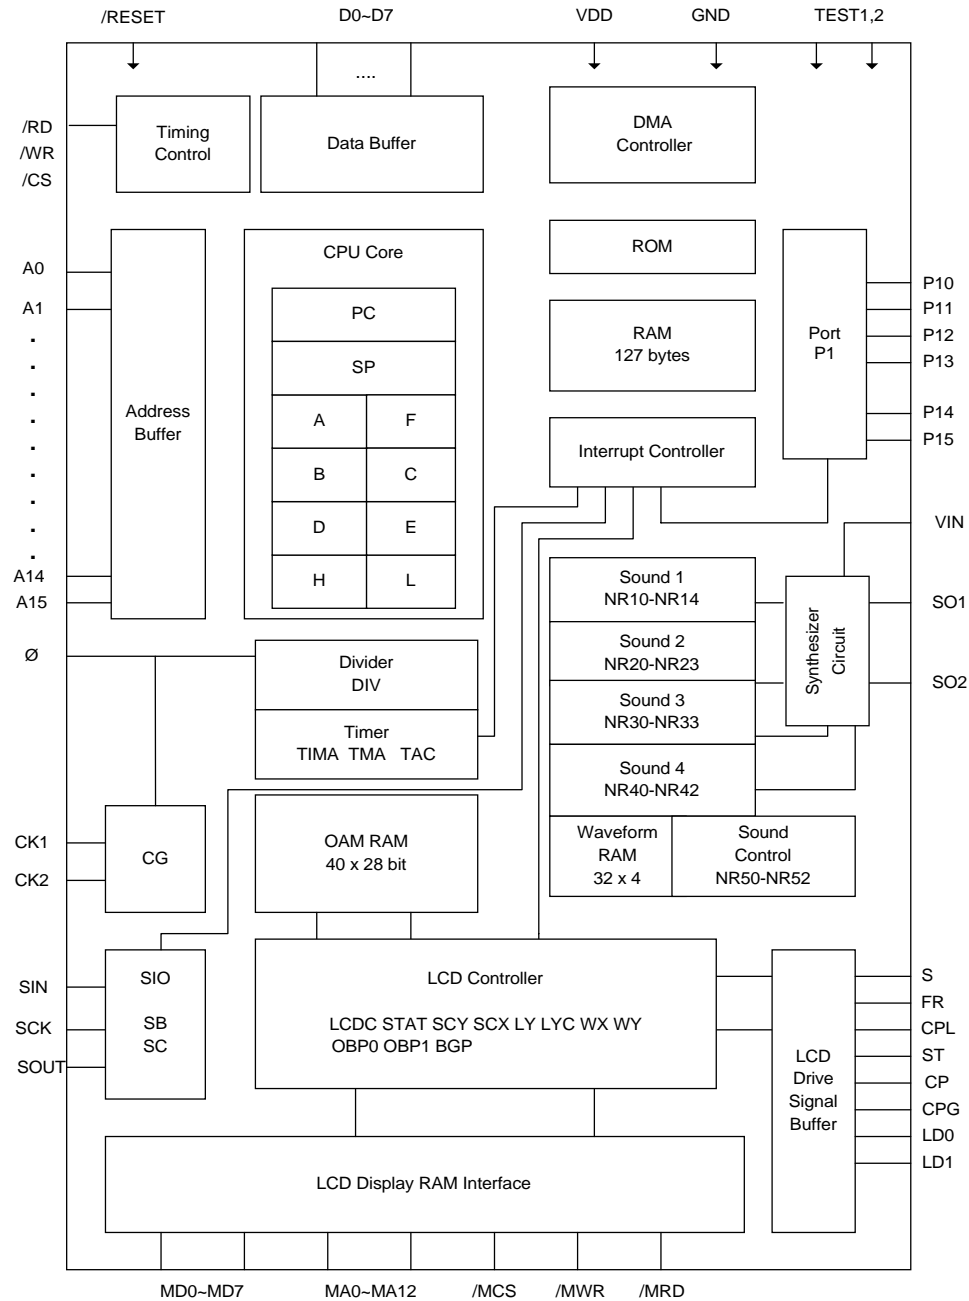 /RESET
D0~D7
VDD
GND
TEST1,2
....
/RD
/WR
/CS
Timing
Control
Data Buffer
DMA
Controller
A0
A1
.
.
.
.
.
.
.
.
.
A14
A15
Address
Buffer
CPU Core
PC
SP
A
F
B
C
D
E
H
L
ROM
RAM
127 bytes
Interrupt Controller
Port
P1
P10
P11
P12
P13
P14
P15
VIN
SO1
SO2
Synthesizer
Circuit
Sound 1
NR10-NR14
Sound 2
NR20-NR23
Sound 3
NR30-NR33
Sound 4
NR40-NR42
Waveform
RAM
32 x 4
Sound
Control
NR50-NR52
Ø
Divider
DIV
Timer
TIMA TMA TAC
CK1
CK2
CG
OAM RAM
40 x 28 bit
SIN
SCK
SOUT
SIO
SB
SC
LCD Controller
LCDC STAT SCY SCX LY LYC WX WY
OBP0 OBP1 BGP
LCD
Drive
Signal
Buffer
S
FR
CPL
ST
CP
CPG
LD0
LD1
LCD Display RAM Interface
MD0~MD7
MA0~MA12
/MCS
/MWR
/MRD